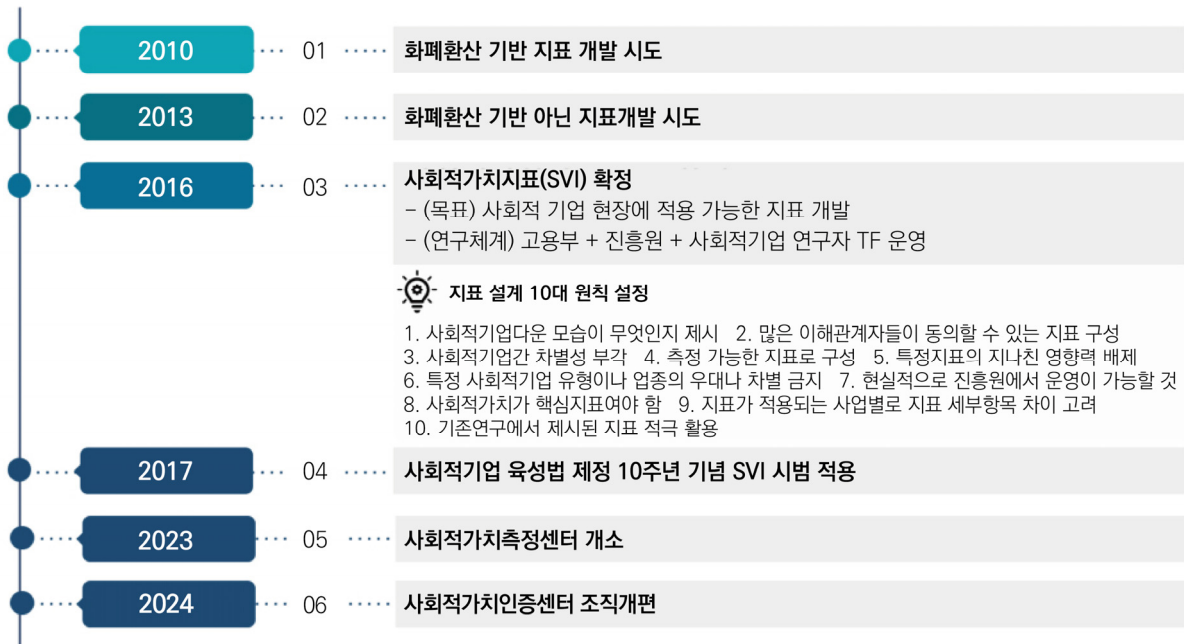 2010 01 화폐환산 기반 지표 개발 시도
2013 02 화폐환산 기반 아닌 지표개발 시도
2016 03 사회적가치지표(SVI) 확정
- (목표) 사회적 기업 현장에 적용 가능한 지표 개발
- (연구체계) 고용부 + 진흥원 + 사회적기업 연구자 TF 운영
지표 설계 10대 원칙 설정
1. 사회적기업다운 모습이 무엇인지 제시 2. 많은 이해관계자들이 동의할 수 있는 지표 구성
3. 사회적기업간 차별성 부각 4. 측정 가능한 지표로 구성 5. 특정지표의 지나친 영향력 배제
6. 특정 사회적기업 유형이나 업종의 우대나 차별 금지 7. 현실적으로 진흥원에서 운영이 가능할 것
8. 사회적가치가 핵심지표여야 함 9. 지표가 적용되는 사업별로 지표 세부항목 차이 고려
10. 기존연구에서 제시된 지표 적극 활용
2017 04 사회적기업 육성법 제정 10주년 기념 SVI 시범 적용
2023 05 사회적가치측정센터 개소
2024 06 사회적가치인증센터 조직개편